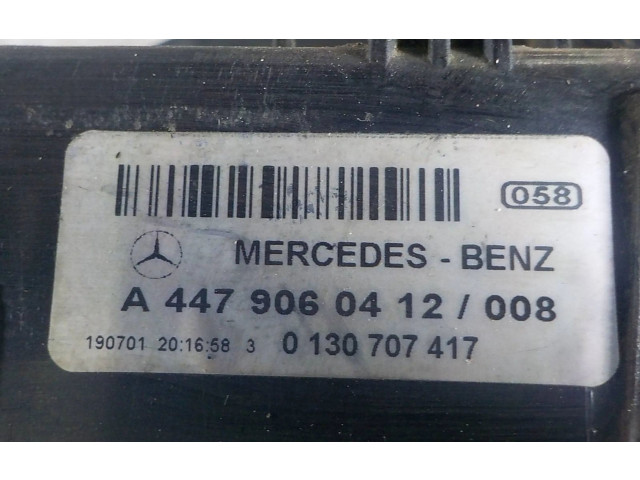 058
MERCEDES - BENZ
A 447 906 04 12 / 008
190701 20:16:58 3 0 130 707 417